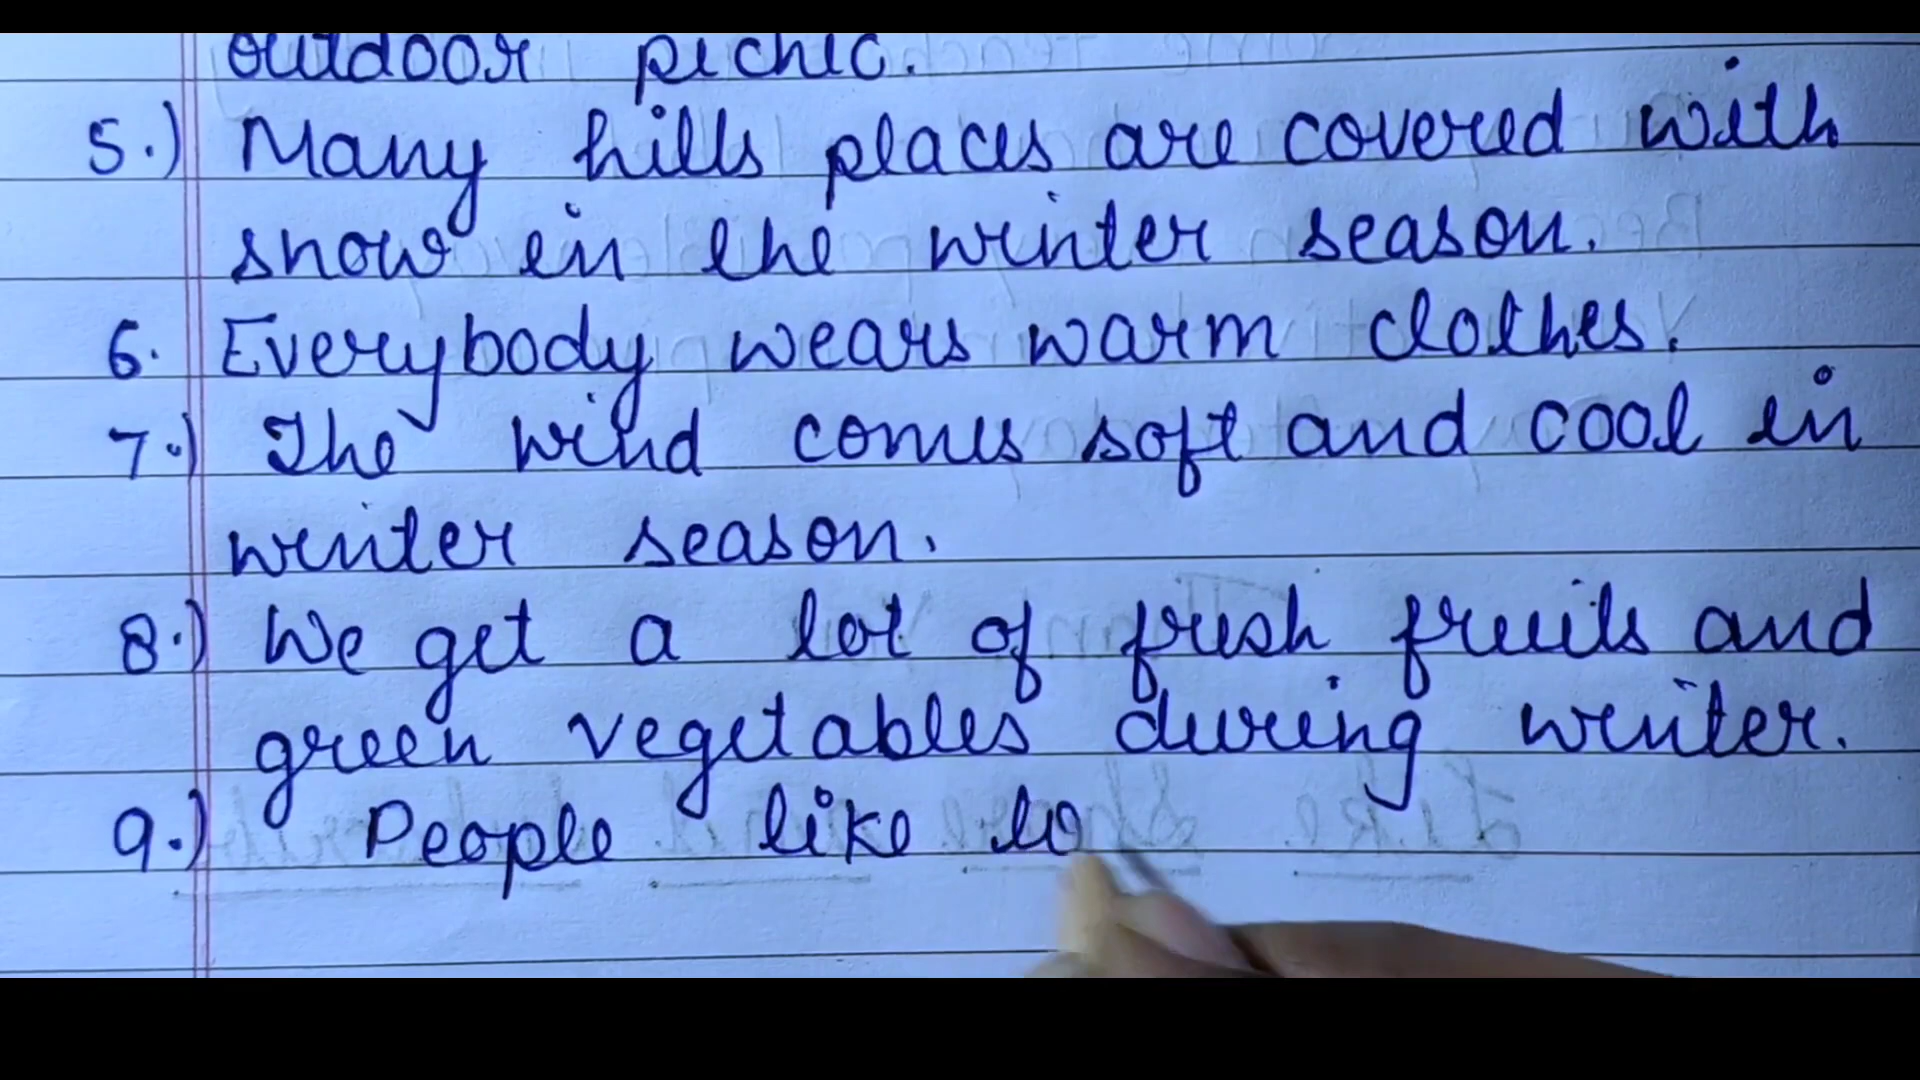 outdoor picnic.
5.) Many hills places are covered with
snow in the winter season.
6. Everybody wears warm clothes.
7.) The wind comes soft and cool in
winter season.
8.) We get a lot of fresh fruits and
green vegetables during winter.
9.) People like to